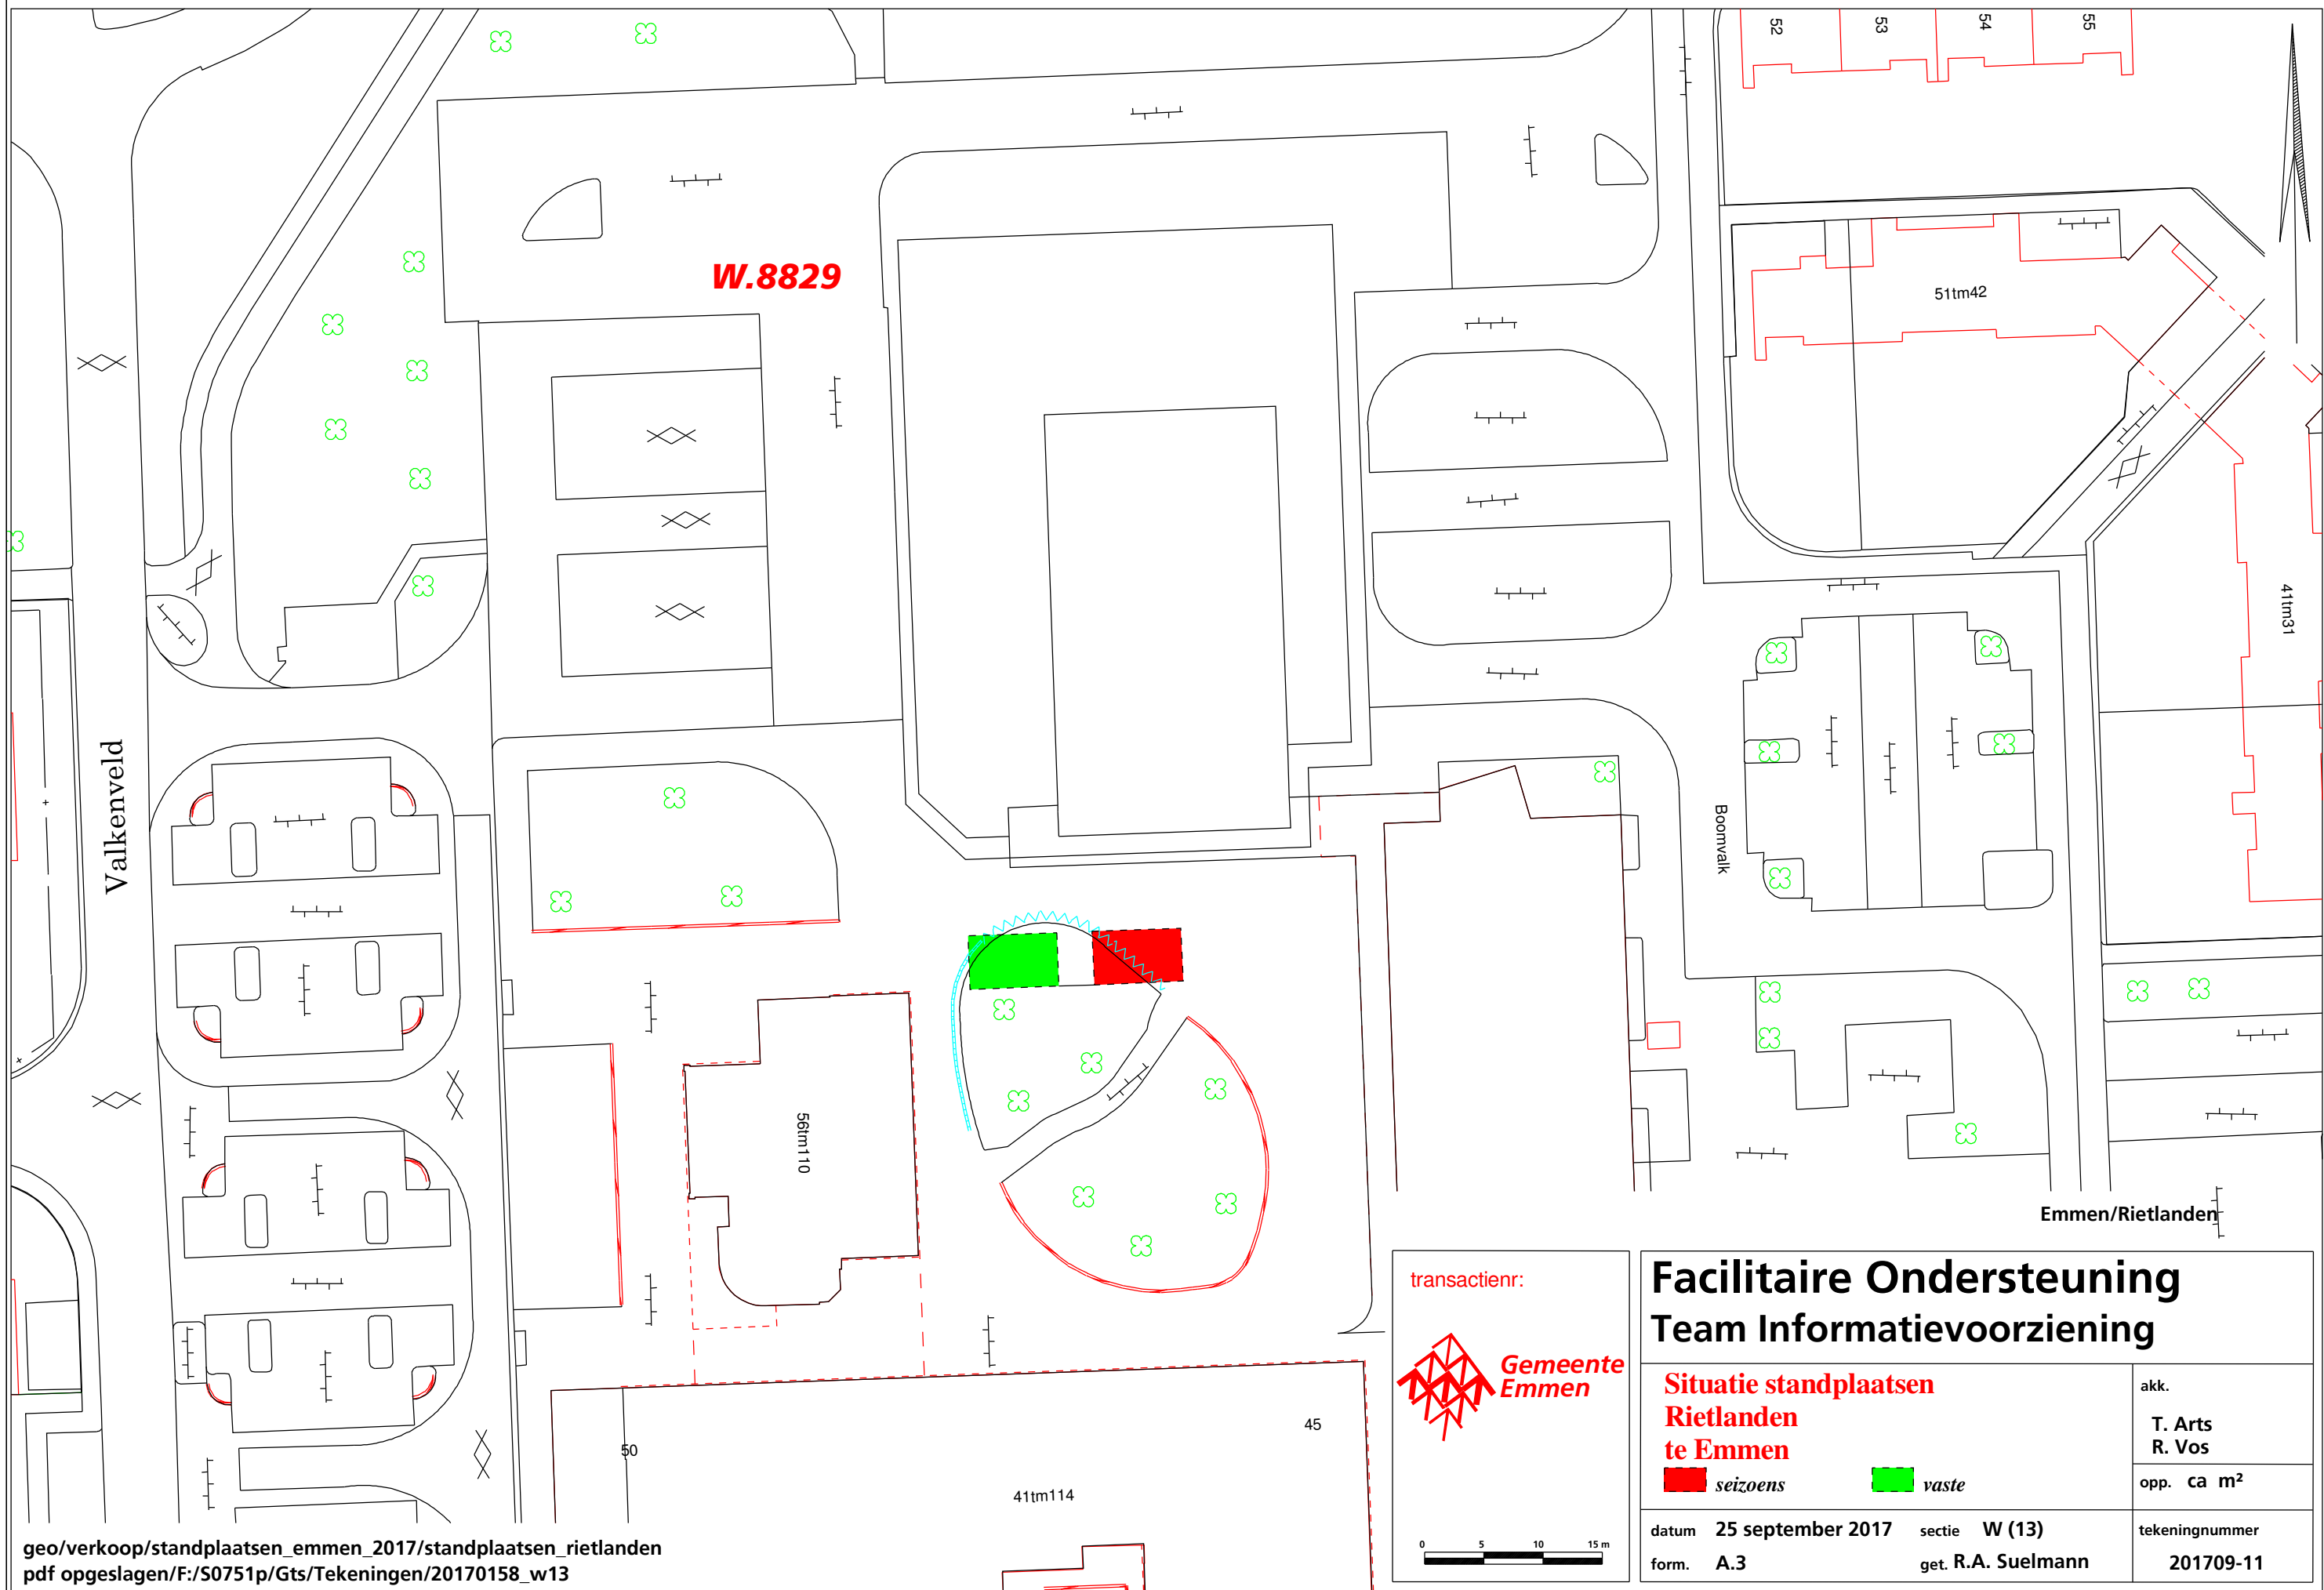 52
53
54
55
W.8829
51tm42
41tm31
Valkenveld
Boomvalk
56tm110
50
45
41tm114
Emmen/Rietlanden
transactienr:
Gemeente
Emmen
0 5 10 15 m
Facilitaire Ondersteuning
Team Informatievoorziening
Situatie standplaatsen
Rietlanden
te Emmen
seizoens vaste
akk.
T. Arts
R. Vos
opp. ca m²
datum 25 september 2017 sectie W (13)
form. A.3 get. R.A. Suelmann
tekeningnummer
201709-11
geo/verkoop/standplaatsen_emmen_2017/standplaatsen_rietlanden
pdf opgeslagen/F:/S0751p/Gts/Tekeningen/20170158_w13